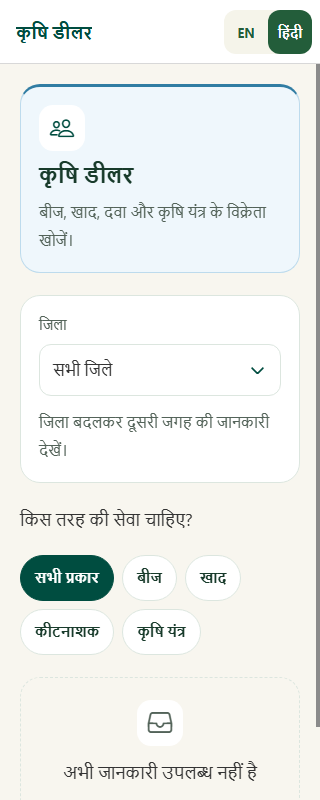 कृषि डीलर
EN
हिंदी
कृषि डीलर
बीज, खाद, दवा और कृषि यंत्र के विक्रेता
खोजें।
जिला
सभी जिले
जिला बदलकर दूसरी जगह की जानकारी
देखें।
किस तरह की सेवा चाहिए?
सभी प्रकार
बीज
खाद
कीटनाशक
कृषि यंत्र
अभी जानकारी उपलब्ध नहीं है